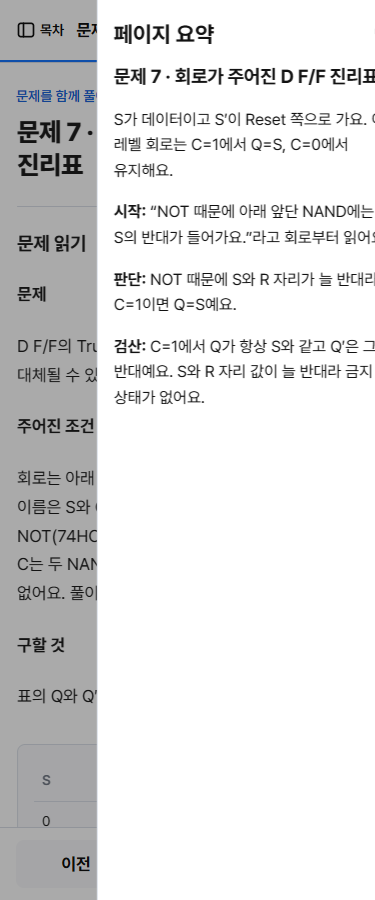 목차
문제를 함께 풀
문제 7 ·
진리표
문제 읽기
문제
D F/F의
대체될 수
주어진 조건
회로는 아래
이름은 S와
C는 두
없어요. 풀이
구할 것
표의 Q와
S
0
이전
페이지 요약
문제 7 · 회로가 주어진 D F/F 진리표
S가 데이터이고 S′이 Reset 쪽으로 가요.
레벨 회로는 C=1에서 Q=S, C=0에서
유지해요.
시작: “NOT 때문에 아래 앞단 NAND에는
S의 반대가 들어가요.”라고 회로부터
판단: NOT 때문에 S와 R 자리가 늘
C=1이면 Q=S예요.
검산: C=1에서 Q가 항상 S와 같고 Q′은 그
반대예요. S와 R 자리 값이 늘 반대라 금지
상태가 없어요.